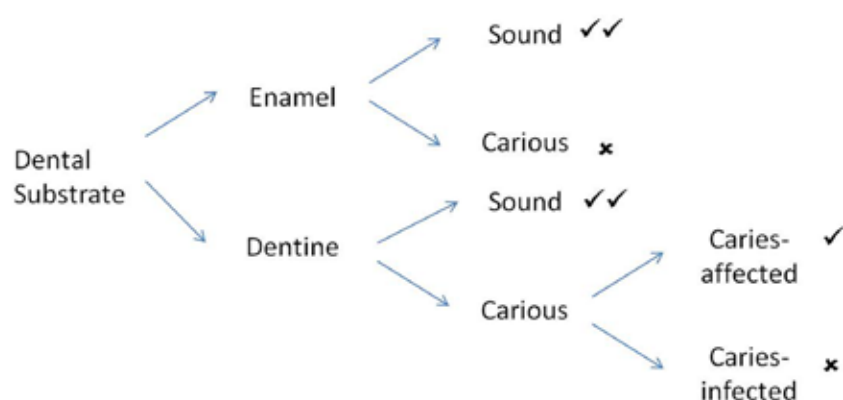 Dental
Substrate
Enamel
Dentine
Sound ✓✓
Carious ×
Sound ✓✓
Carious
Caries-
affected ✓
Caries-
infected ×